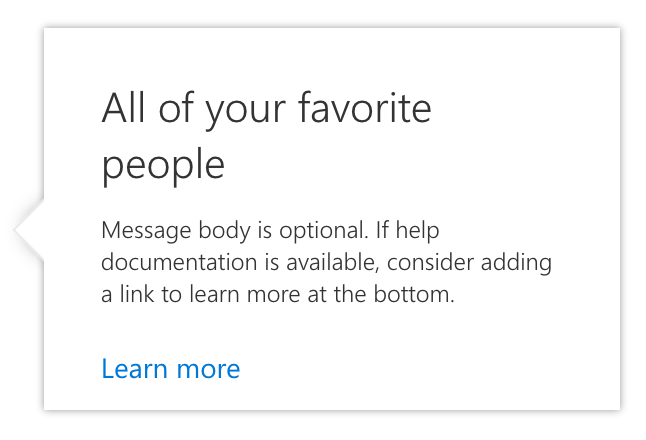 All of your favorite
people
Message body is optional. If help
documentation is available, consider adding
a link to learn more at the bottom.
Learn more